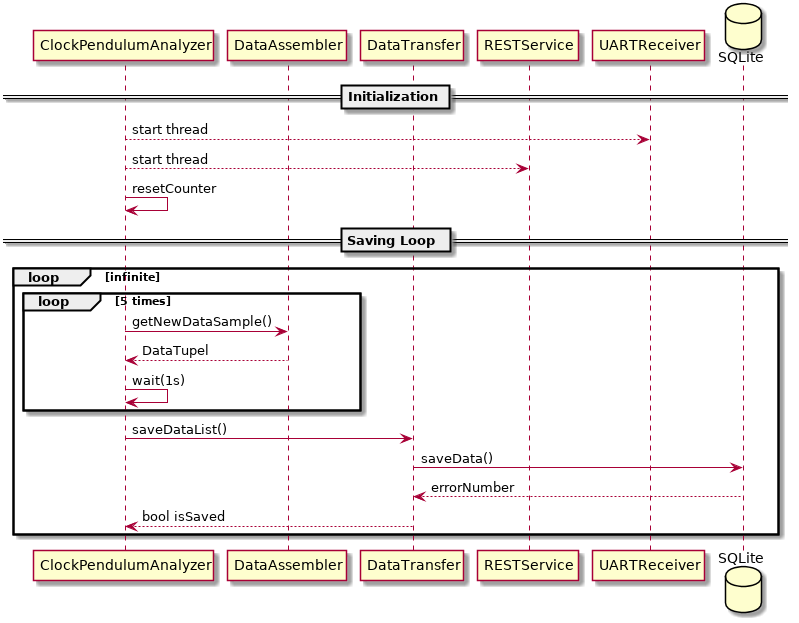 SQLite
ClockPendulumAnalyzer DataAssembler DataTransfer RESTService UARTReceiver
Initialization
start thread
start thread
resetCounter
Saving Loop
loop [infinite]
loop [5 times]
getNewDataSample()
DataTupel
wait(1s)
saveDataList()
saveData()
errorNumber
bool isSaved
SQLite
ClockPendulumAnalyzer DataAssembler DataTransfer RESTService UARTReceiver